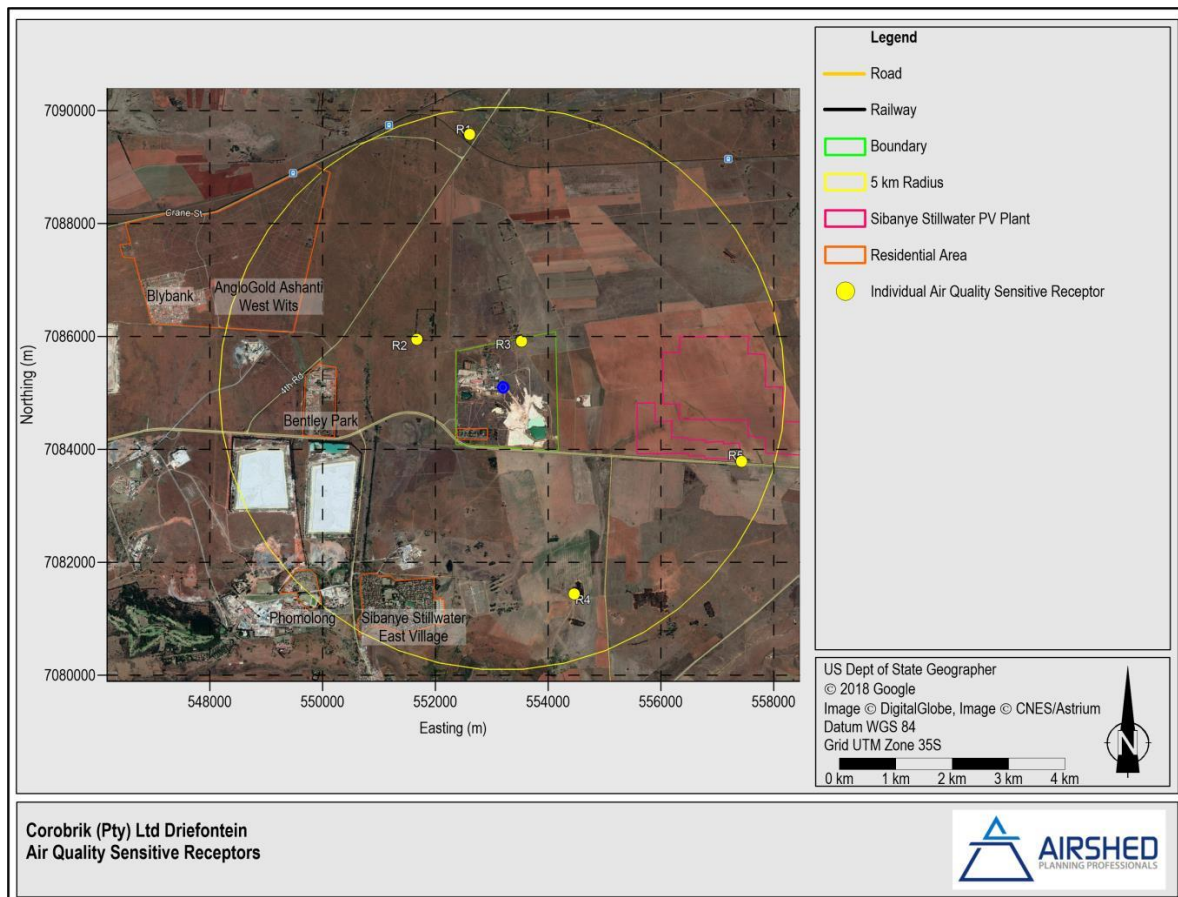 7090000
7088000
7086000
7084000
7082000
7080000
Northing (m)
548000
550000
552000
554000
556000
558000
Easting (m)
R1
Crane-St
Blybank
AngloGold Ashanti
West Wits
R2
R3
4th-Rd
Bentley Park
R5
R4
Phomolong
Sibanye Stillwater
East Village
Legend
Road
Railway
Boundary
5 km Radius
Sibanye Stillwater PV Plant
Residential Area
Individual Air Quality Sensitive Receptor
US Dept of State Geographer
© 2018 Google
Image © DigitalGlobe, Image © CNES/Astrium
Datum WGS 84
Grid UTM Zone 35S
0 km 1 km 2 km 3 km 4 km
N
Corobrik (Pty) Ltd Driefontein
Air Quality Sensitive Receptors
AIRSHED
PLANNING PROFESSIONALS